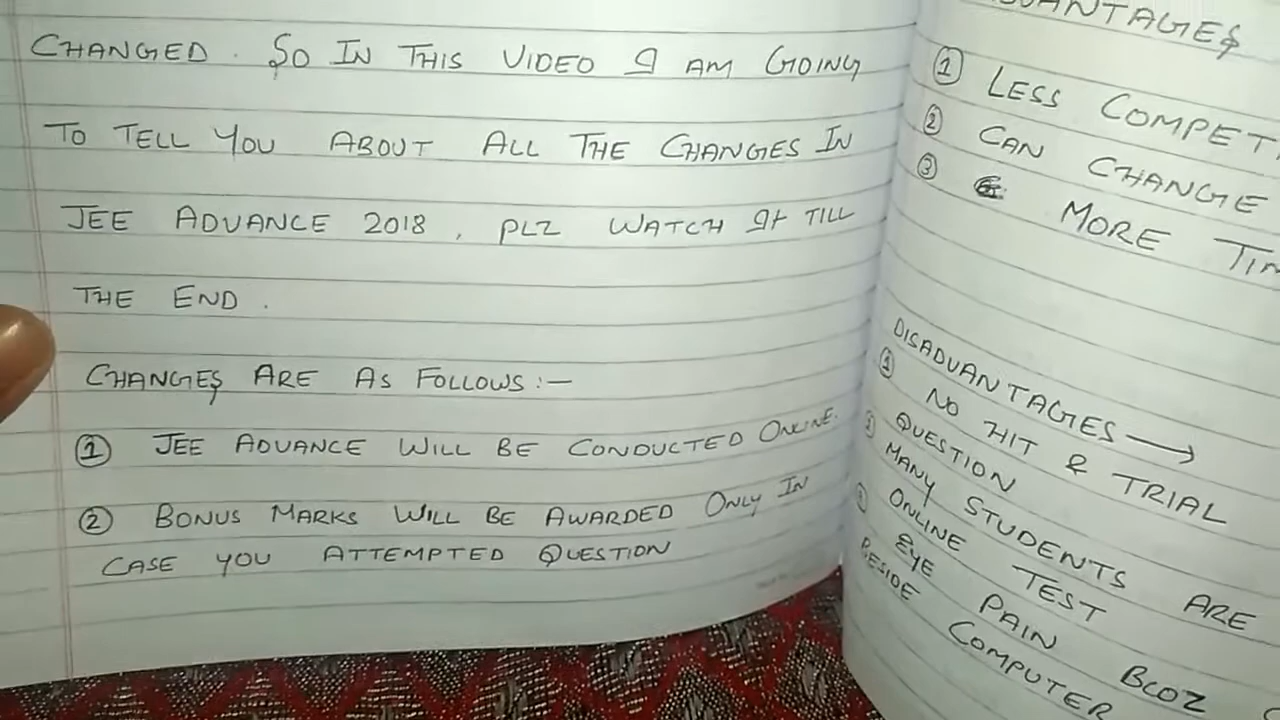 CHANGED. SO IN THIS VIDEO I AM GOING
TO TELL YOU ABOUT ALL THE CHANGES IN
JEE ADVANCE 2018, PLZ WATCH It TILL
THE END.
CHANGES ARE AS FOLLOWS:—
① JEE ADVANCE WILL BE CONDUCTED ONLINE.
② BONUS MARKS WILL BE AWARDED ONLY IN
CASE YOU ATTEMPTED QUESTION
① LESS
② CAN CHANGE
③ MORE
DISADVANTAGES →
① NO HIT & TRIAL
QUESTION
MANY STUDENTS ARE
ONLINE TEST
EYE PAIN BCOZ
BESIDE COMPUTER